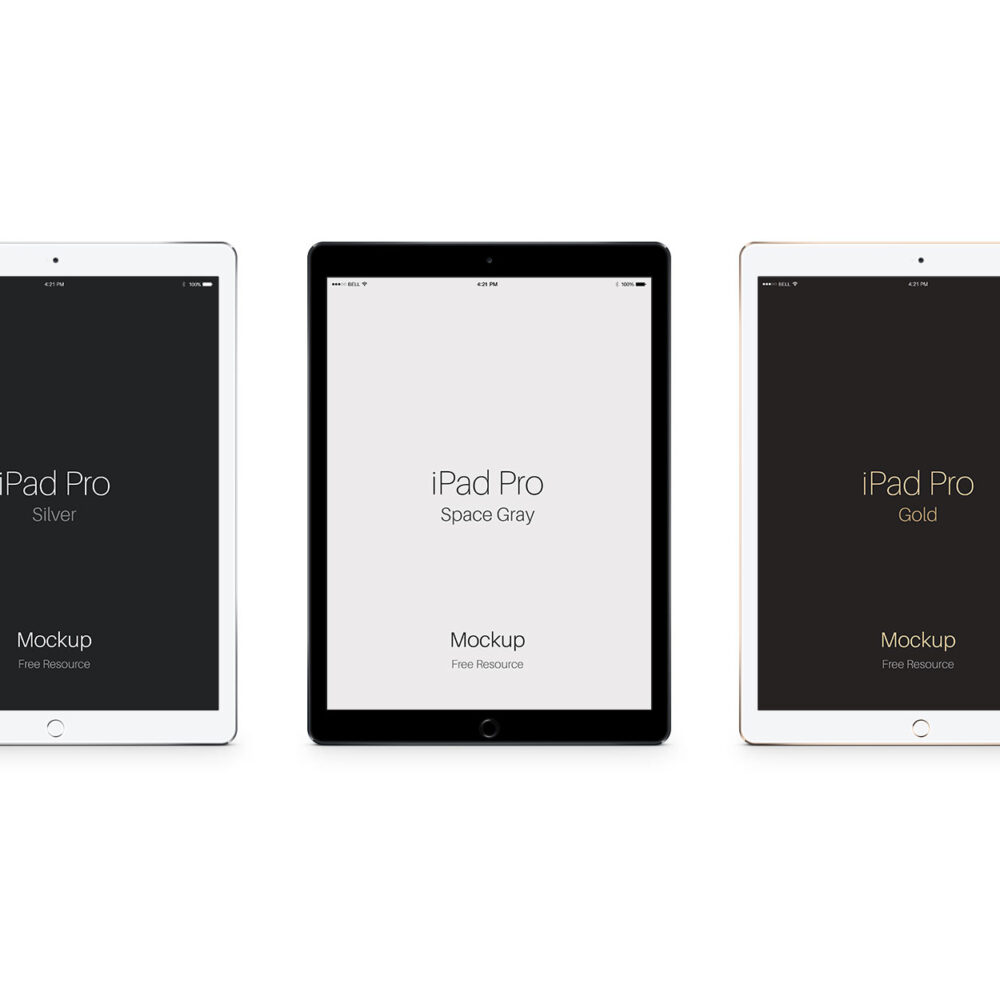 4:21 PM
100%
iPad Pro
Silver
Mockup
Free Resource
BELL
4:21 PM
100%
iPad Pro
Space Gray
Mockup
Free Resource
BELL
4:21 PM
iPad Pro
Gold
Mockup
Free Resource